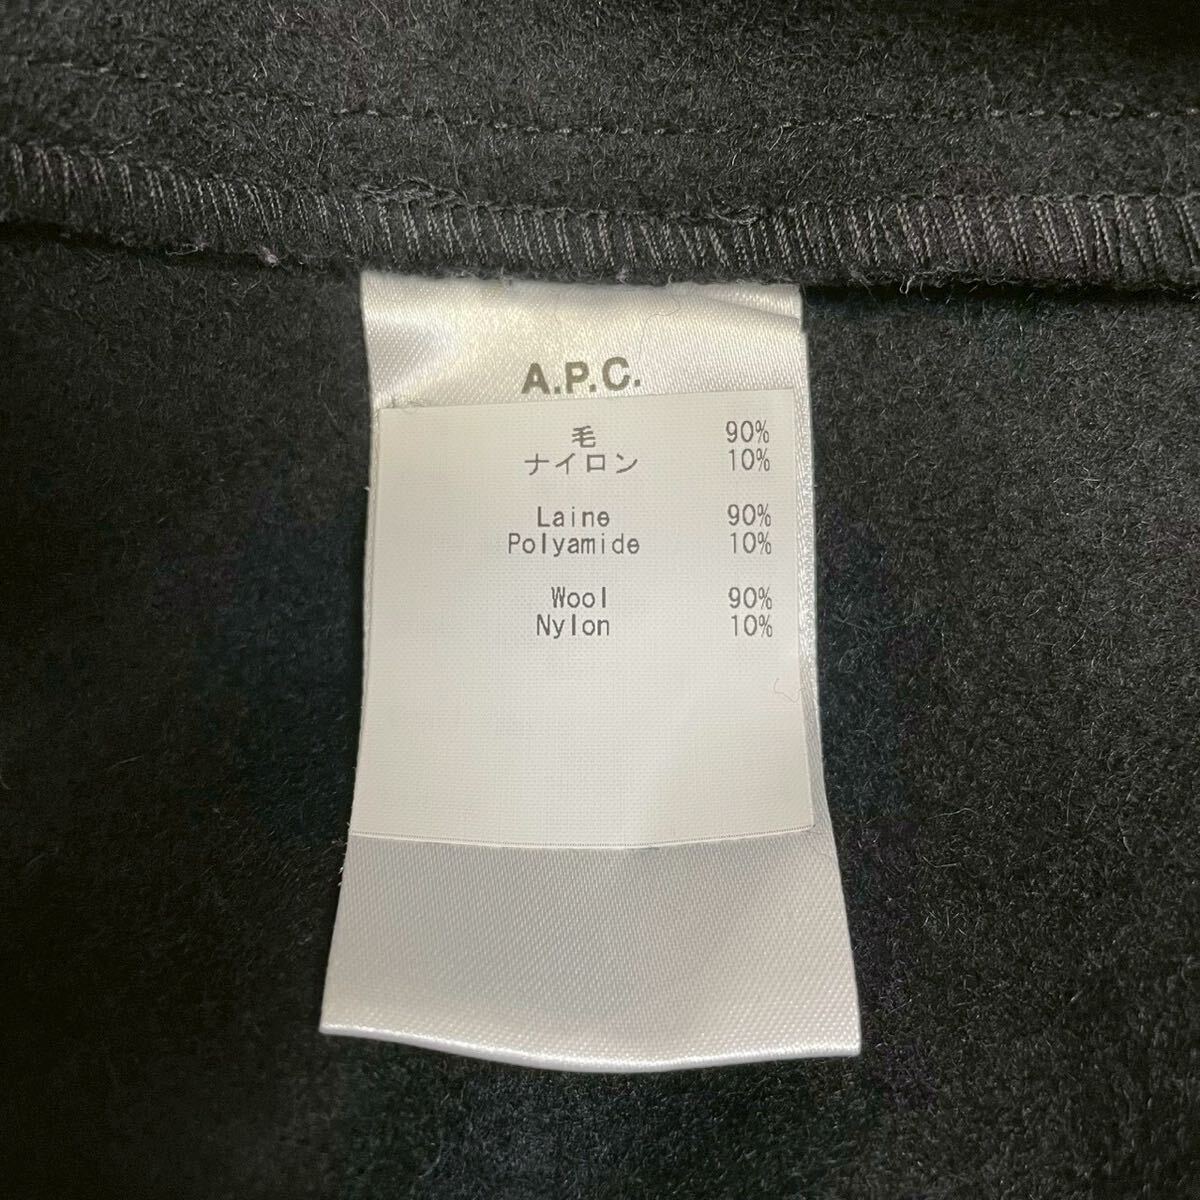 A.P.C.
毛 90%
ナイロン 10%
Laine 90%
Polyamide 10%
Wool 90%
Nylon 10%